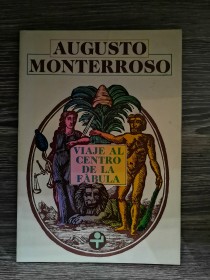 AUGUSTO
MONTERROSO
VIAJE AL
CENTRO
DE LA
FÁBULA